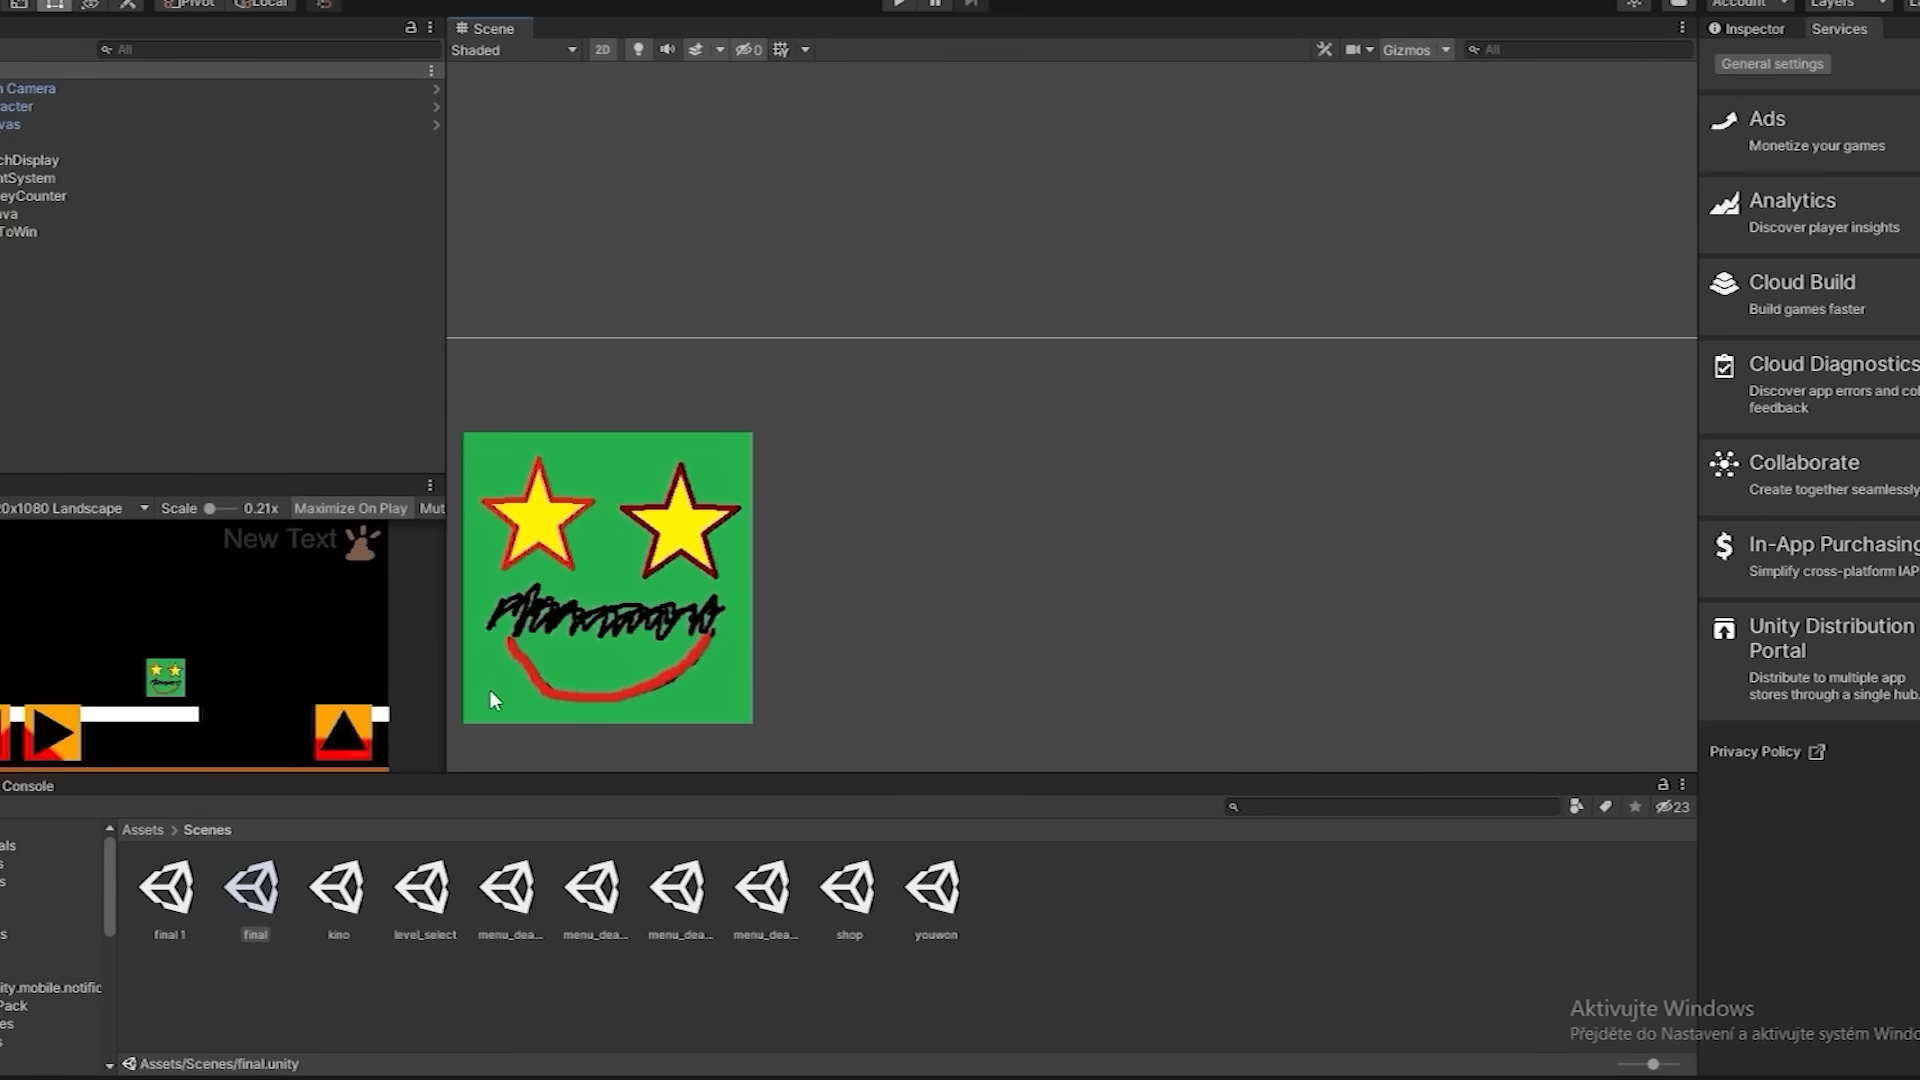 Pivot Local Account Layers
All
Camera
acter
vas
chDisplay
ntSystem
eyCounter
ava
ToWin
Scene
Shaded 2D 0 Gizmos All
0x1080 Landscape Scale 0.21x Maximize On Play Mut
New Text
Inspector Services
General settings
Ads
Monetize your games
Analytics
Discover player insights
Cloud Build
Build games faster
Cloud Diagnostics
Discover app errors and col
feedback
Collaborate
Create together seamlessly
In-App Purchasing
Simplify cross-platform IAP
Unity Distribution
Portal
Distribute to multiple app
stores through a single hub.
Privacy Policy
Console
23
Assets > Scenes
als
s
s
s
ity.mobile.notific
Pack
es
s
final 1 final kino level_select menu_dea... menu_dea... menu_dea... menu_dea... shop youwon
Assets/Scenes/final.unity
Aktivujte Windows
Přejděte do Nastavení a aktivujte systém Windo